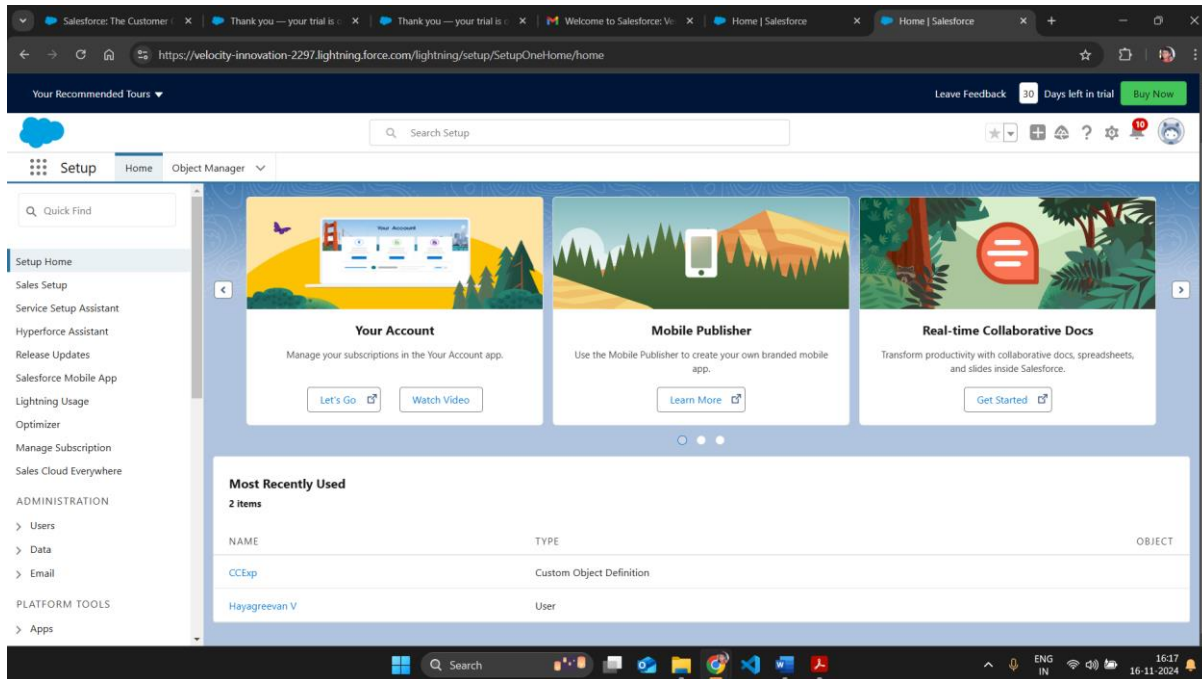 Salesforce: The Customer
Thank you — your trial is
Thank you — your trial is
Welcome to Salesforce: Ve
Home | Salesforce
Home | Salesforce
https://velocity-innovation-2297.lightning.force.com/lightning/setup/SetupOneHome/home
Your Recommended Tours
Leave Feedback 30 Days left in trial Buy Now
Search Setup
10
Setup Home Object Manager
Quick Find
Setup Home
Sales Setup
Service Setup Assistant
Hyperforce Assistant
Release Updates
Salesforce Mobile App
Lightning Usage
Optimizer
Manage Subscription
Sales Cloud Everywhere
ADMINISTRATION
Users
Data
Email
PLATFORM TOOLS
Apps
Your Account
Your Account
Manage your subscriptions in the Your Account app.
Let's Go Watch Video
Mobile Publisher
Use the Mobile Publisher to create your own branded mobile
app.
Learn More
Real-time Collaborative Docs
Transform productivity with collaborative docs, spreadsheets,
and slides inside Salesforce.
Get Started
Most Recently Used
2 items
NAME TYPE OBJECT
CCExp Custom Object Definition
Hayagreevan V User
Search
ENG
IN
16:17
16-11-2024